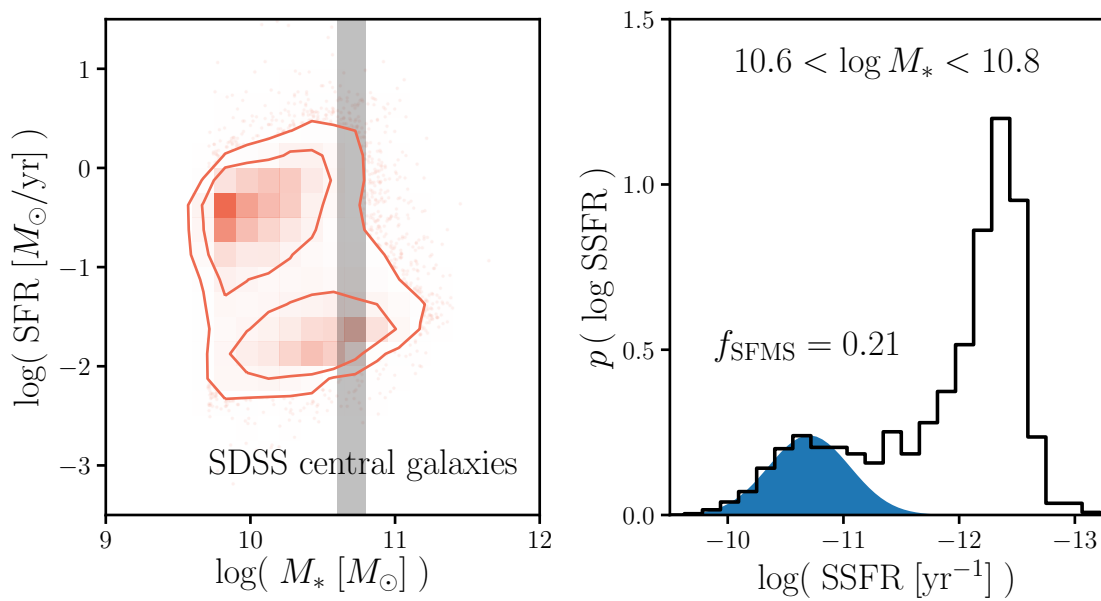 1
0
−1
−2
−3
log( SFR [M⊙/yr] )
SDSS central galaxies
9
10
11
12
log( M∗ [M⊙] )
1.5
1.0
0.5
0.0
p ( log SSFR )
10.6 < log M∗ < 10.8
fSFMS = 0.21
−10
−11
−12
−13
log( SSFR [yr−1] )